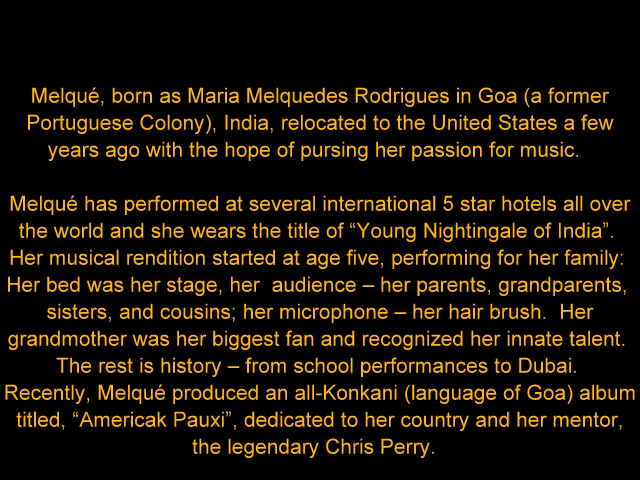 Melqué, born as Maria Melquedes Rodrigues in Goa (a former
Portuguese Colony), India, relocated to the United States a few
years ago with the hope of pursing her passion for music.
Melqué has performed at several international 5 star hotels all over
the world and she wears the title of “Young Nightingale of India”.
Her musical rendition started at age five, performing for her family:
Her bed was her stage, her  audience – her parents, grandparents,
sisters, and cousins; her microphone – her hair brush.  Her
grandmother was her biggest fan and recognized her innate talent.
The rest is history – from school performances to Dubai.
Recently, Melqué produced an all-Konkani (language of Goa) album
titled, “Americak Pauxi”, dedicated to her country and her mentor,
the legendary Chris Perry.